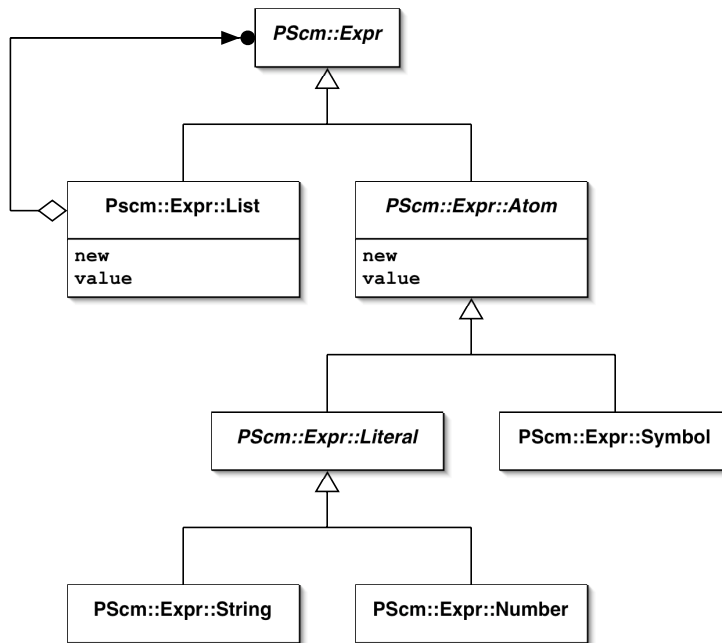 PScm::Expr
Pscm::Expr::List
PScm::Expr::Atom
new
value
new
value
PScm::Expr::Literal
PScm::Expr::Symbol
PScm::Expr::String
PScm::Expr::Number